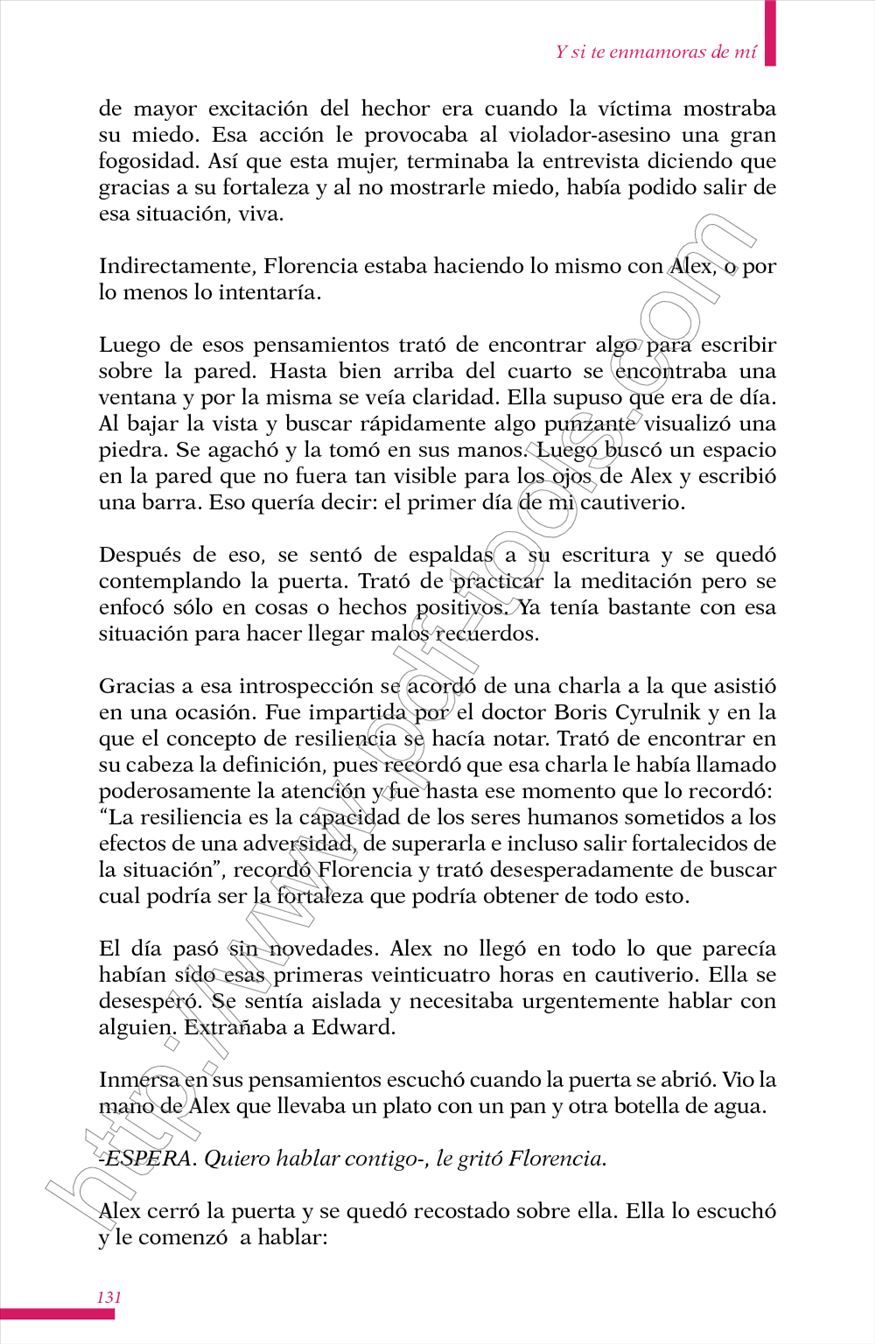 Y si te enmamoras de mí
de mayor excitación del hechor era cuando la víctima mostraba
su miedo. Esa acción le provocaba al violador-asesino una gran
fogosidad. Así que esta mujer, terminaba la entrevista diciendo que
gracias a su fortaleza y al no mostrarle miedo, había podido salir de
esa situación, viva.
Indirectamente, Florencia estaba haciendo lo mismo con Alex, o por
lo menos lo intentaría.
Luego de esos pensamientos trató de encontrar algo para escribir
sobre la pared. Hasta bien arriba del cuarto se encontraba una
ventana y por la misma se veía claridad. Ella supuso que era de día.
Al bajar la vista y buscar rápidamente algo punzante visualizó una
piedra. Se agachó y la tomó en sus manos. Luego buscó un espacio
en la pared que no fuera tan visible para los ojos de Alex y escribió
una barra. Eso quería decir: el primer día de mi cautiverio.
Después de eso, se sentó de espaldas a su escritura y se quedó
contemplando la puerta. Trató de practicar la meditación pero se
enfocó sólo en cosas o hechos positivos. Ya tenía bastante con esa
situación para hacer llegar malos recuerdos.
Gracias a esa introspección se acordó de una charla a la que asistió
en una ocasión. Fue impartida por el doctor Boris Cyrulnik y en la
que el concepto de resiliencia se hacía notar. Trató de encontrar en
su cabeza la definición, pues recordó que esa charla le había llamado
poderosamente la atención y fue hasta ese momento que lo recordó:
“La resiliencia es la capacidad de los seres humanos sometidos a los
efectos de una adversidad, de superarla e incluso salir fortalecidos de
la situación”, recordó Florencia y trató desesperadamente de buscar
cual podría ser la fortaleza que podría obtener de todo esto.
El día pasó sin novedades. Alex no llegó en todo lo que parecía
habían sido esas primeras veinticuatro horas en cautiverio. Ella se
desesperó. Se sentía aislada y necesitaba urgentemente hablar con
alguien. Extrañaba a Edward.
Inmersa en sus pensamientos escuchó cuando la puerta se abrió. Vio la
mano de Alex que llevaba un plato con un pan y otra botella de agua.
-ESPERA. Quiero hablar contigo-, le gritó Florencia.
Alex cerró la puerta y se quedó recostado sobre ella. Ella lo escuchó
y le comenzó  a hablar:
131
http://www.pdf-tools.com